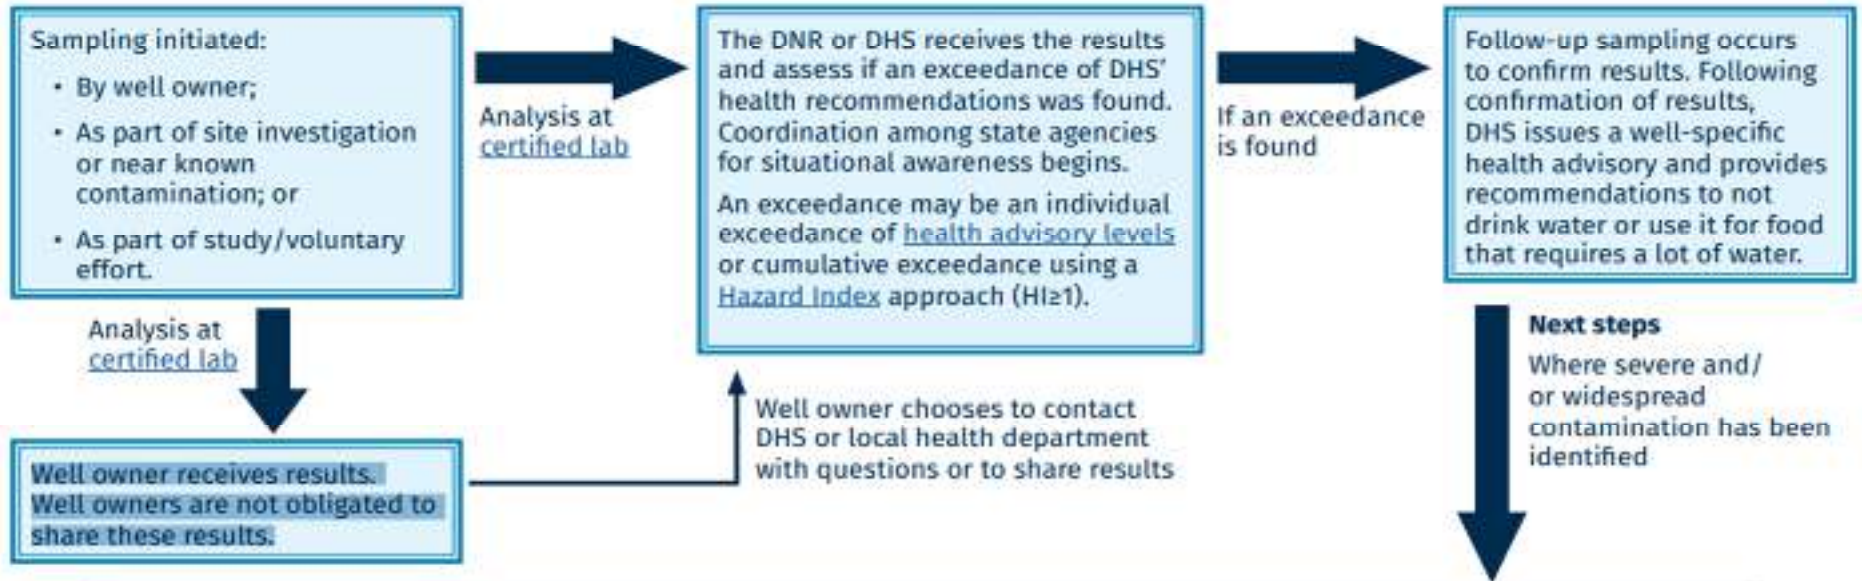 Sampling initiated:
• By well owner;
• As part of site investigation
or near known
contamination; or
• As part of study/voluntary
effort.
Analysis at
certified lab
The DNR or DHS receives the results
and assess if an exceedance of DHS'
health recommendations was found.
Coordination among state agencies
for situational awareness begins.
An exceedance may be an individual
exceedance of health advisory levels
or cumulative exceedance using a
Hazard Index approach (HI≥1).
If an exceedance
is found
Follow-up sampling occurs
to confirm results. Following
confirmation of results,
DHS issues a well-specific
health advisory and provides
recommendations to not
drink water or use it for food
that requires a lot of water.
Analysis at
certified lab
Well owner receives results.
Well owners are not obligated to
share these results.
Well owner chooses to contact
DHS or local health department
with questions or to share results
Next steps
Where severe and/
or widespread
contamination has been
identified